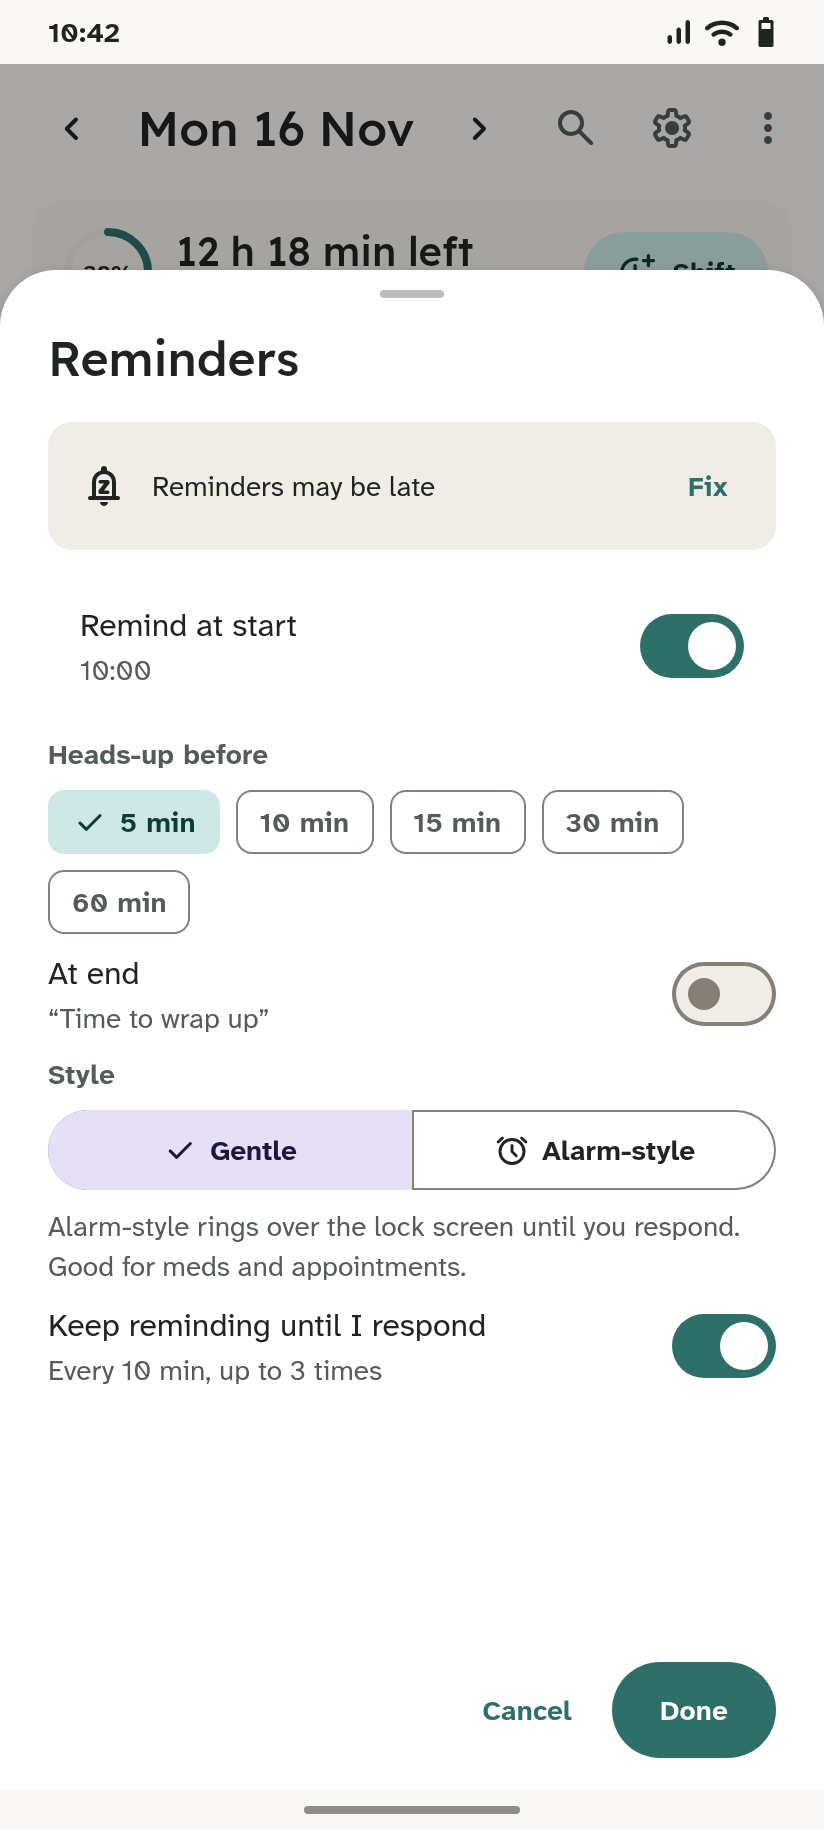 10:42
Mon 16 Nov
12 h 18 min left
Shift
Reminders
Reminders may be late
Fix
Remind at start
10:00
Heads-up before
5 min
10 min
15 min
30 min
60 min
At end
“Time to wrap up”
Style
Gentle
Alarm-style
Alarm-style rings over the lock screen until you respond.
Good for meds and appointments.
Keep reminding until I respond
Every 10 min, up to 3 times
Cancel
Done